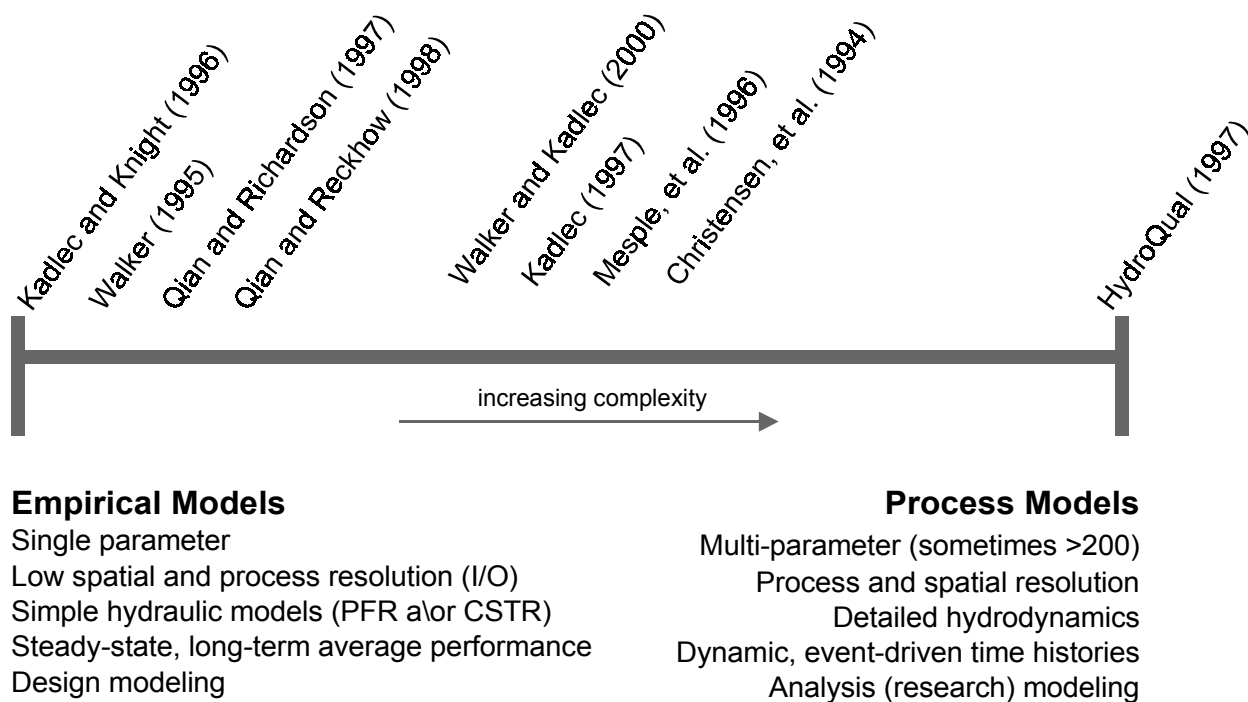 Kadlec and Knight (1996)
Walker (1995)
Qian and Richardson (1997)
Qian and Reckhow (1998)
Walker and Kadlec (2000)
Kadlec (1997)
Mesple, et al. (1996)
Christensen, et al. (1994)
HydroQual (1997)
increasing complexity
Empirical Models
Single parameter
Low spatial and process resolution (I/O)
Simple hydraulic models (PFR a\or CSTR)
Steady-state, long-term average performance
Design modeling
Process Models
Multi-parameter (sometimes >200)
Process and spatial resolution
Detailed hydrodynamics
Dynamic, event-driven time histories
Analysis (research) modeling